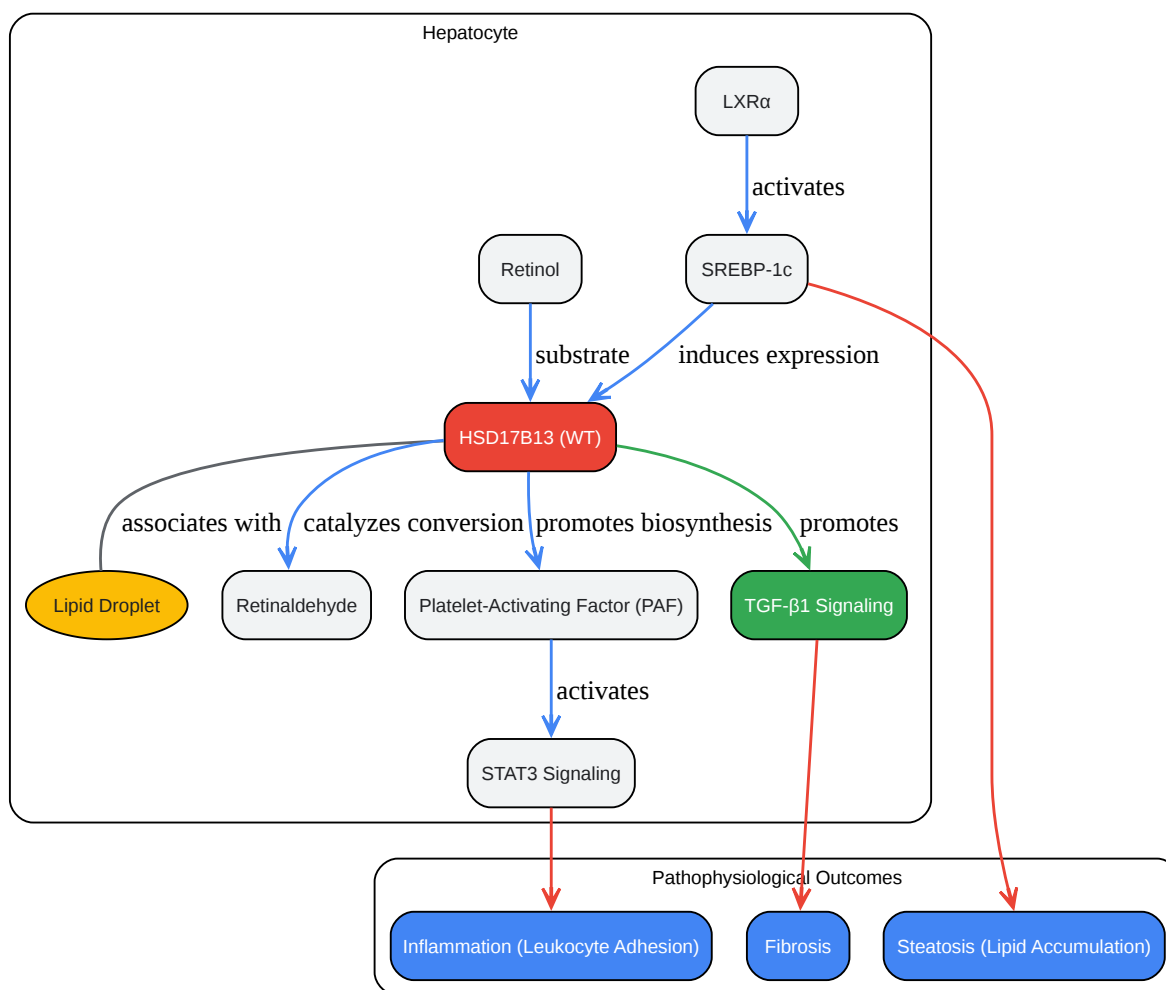 Hepatocyte
LXRα
activates
Retinol
SREBP-1c
substrate
induces expression
HSD17B13 (WT)
associates with
catalyzes conversion
promotes biosynthesis
promotes
Lipid Droplet
Retinaldehyde
Platelet-Activating Factor (PAF)
TGF-β1 Signaling
activates
STAT3 Signaling
Pathophysiological Outcomes
Inflammation (Leukocyte Adhesion)
Fibrosis
Steatosis (Lipid Accumulation)